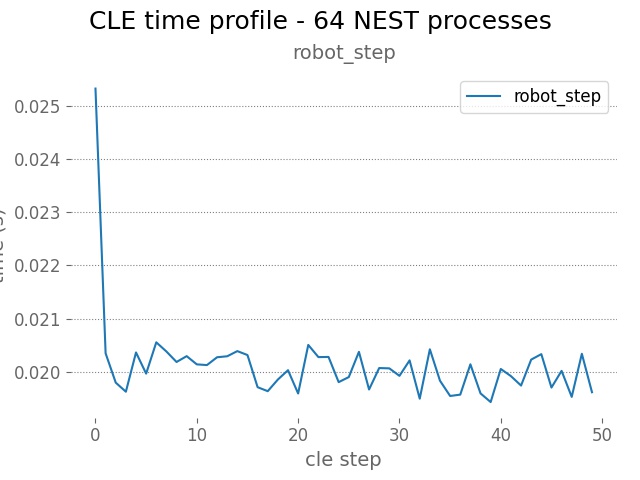 CLE time profile - 64 NEST processes
robot_step
robot_step
0.025
0.024
0.023
0.022
0.021
0.020
time (s)
0 10 20 30 40 50
cle step